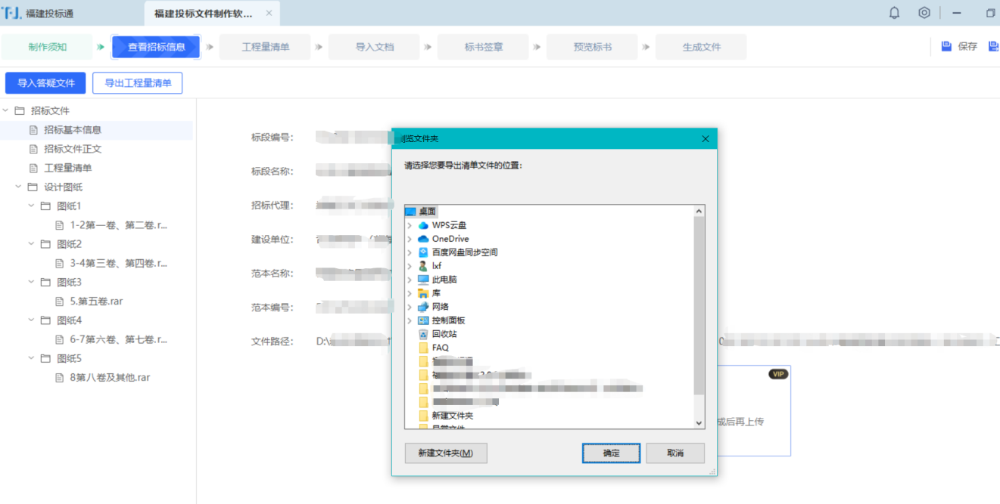 福建投标通
福建投标文件制作软...
制作须知
查看招标信息
工程量清单
导入文档
标书签章
预览标书
生成文件
保存
导入答疑文件
导出工程量清单
招标文件
招标基本信息
招标文件正文
工程量清单
设计图纸
图纸1
1-2第一卷、第二卷.r...
图纸2
3-4第三卷、第四卷.r...
图纸3
5.第五卷.rar
图纸4
6-7第六卷、第七卷.r...
图纸5
8第八卷及其他.rar
标段编号:
标段名称:
招标代理:
建设单位:
范本名称:
范本编号:
文件路径: D:\
浏览文件夹
请选择您要导出清单文件的位置:
桌面
WPS云盘
OneDrive
百度网盘同步空间
lxf
此电脑
库
网络
控制面板
回收站
FAQ
新建文件夹
新建文件夹(M)
确定
取消
VIP
成后再上传